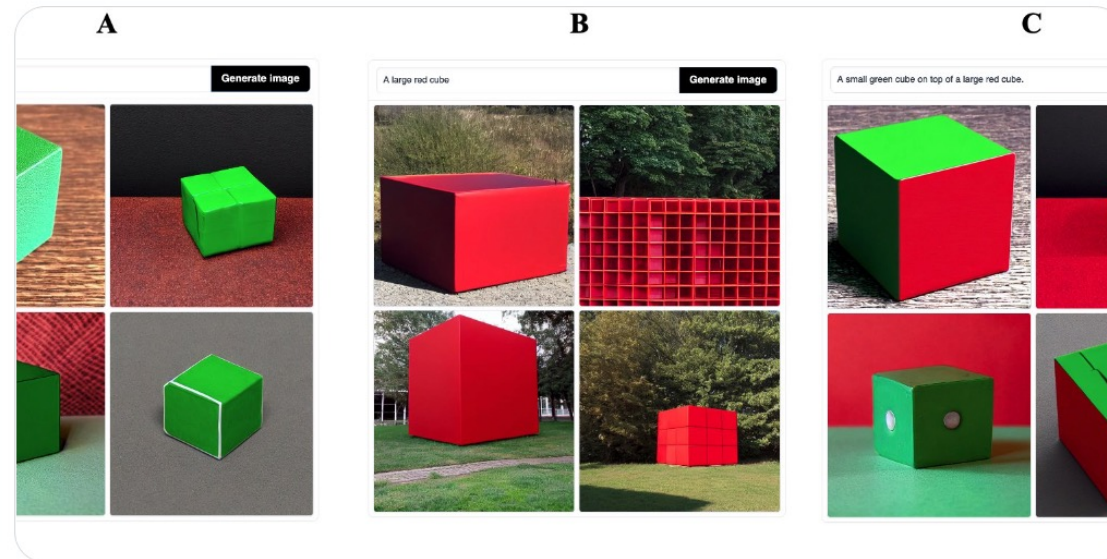 A
B
C
Generate image
A large red cube
Generate image
A small green cube on top of a large red cube.